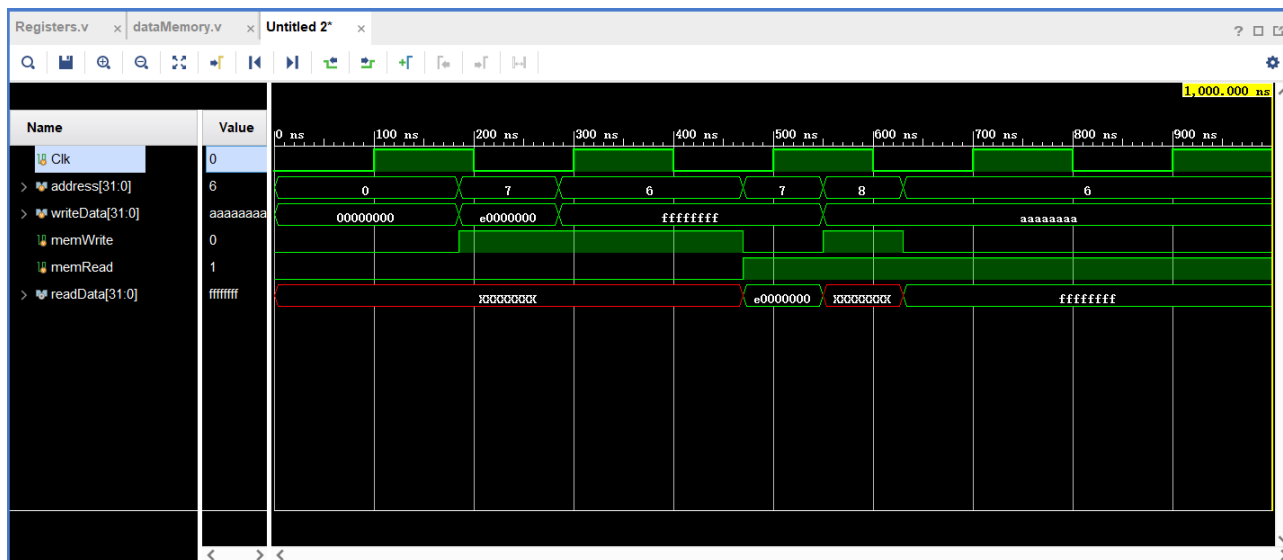 Registers.v × dataMemory.v × Untitled 2* ×
1,000.000 ns
Name Value
0 ns 100 ns 200 ns 300 ns 400 ns 500 ns 600 ns 700 ns 800 ns 900 ns
Clk 0
address[31:0] 6 0 7 6 7 8 6
writeData[31:0] aaaaaaaa 00000000 e0000000 ffffffff aaaaaaaa
memWrite 0
memRead 1
readData[31:0] ffffffff XXXXXXXX e0000000 XXXXXXXX ffffffff